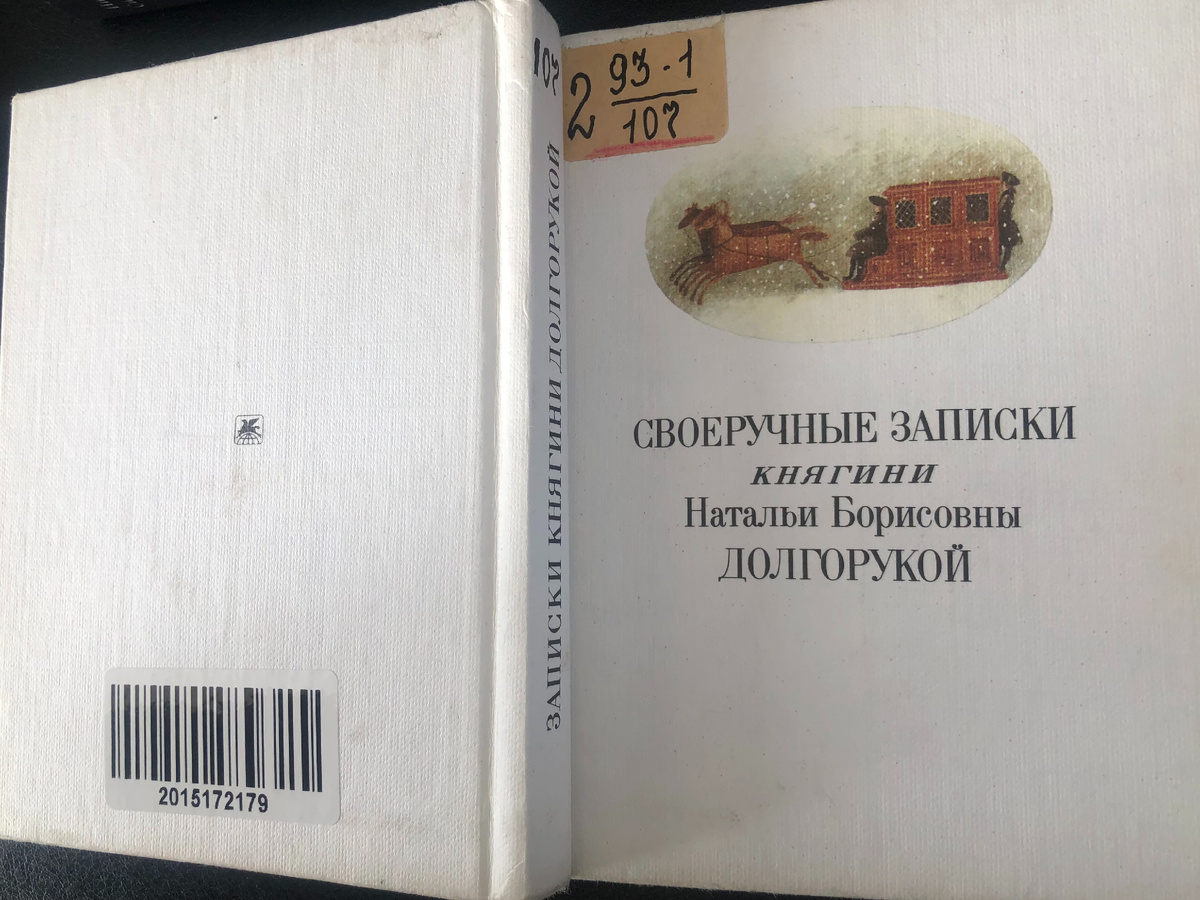 2 93-1
107
СВОЕРУЧНЫЕ ЗАПИСКИ
КНЯГИНИ
Натальи Борисовны
ДОЛГОРУКОЙ
107
ЗАПИСКИ КНЯГИНИ ДОЛГОРУКОЙ
2015172179